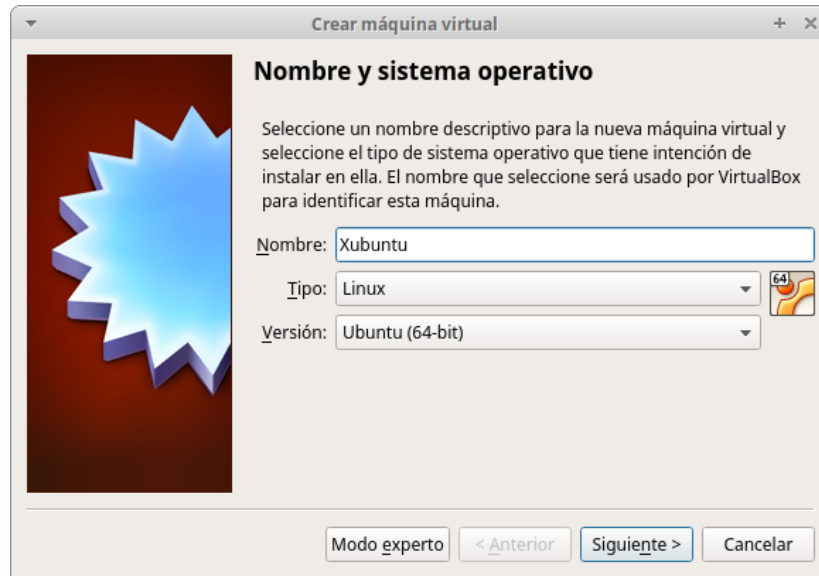 Crear máquina virtual
Nombre y sistema operativo
Seleccione un nombre descriptivo para la nueva máquina virtual y
seleccione el tipo de sistema operativo que tiene intención de
instalar en ella. El nombre que seleccione será usado por VirtualBox
para identificar esta máquina.
Nombre: Xubuntu
Tipo: Linux
64
Versión: Ubuntu (64-bit)
Modo experto < Anterior Siguiente > Cancelar